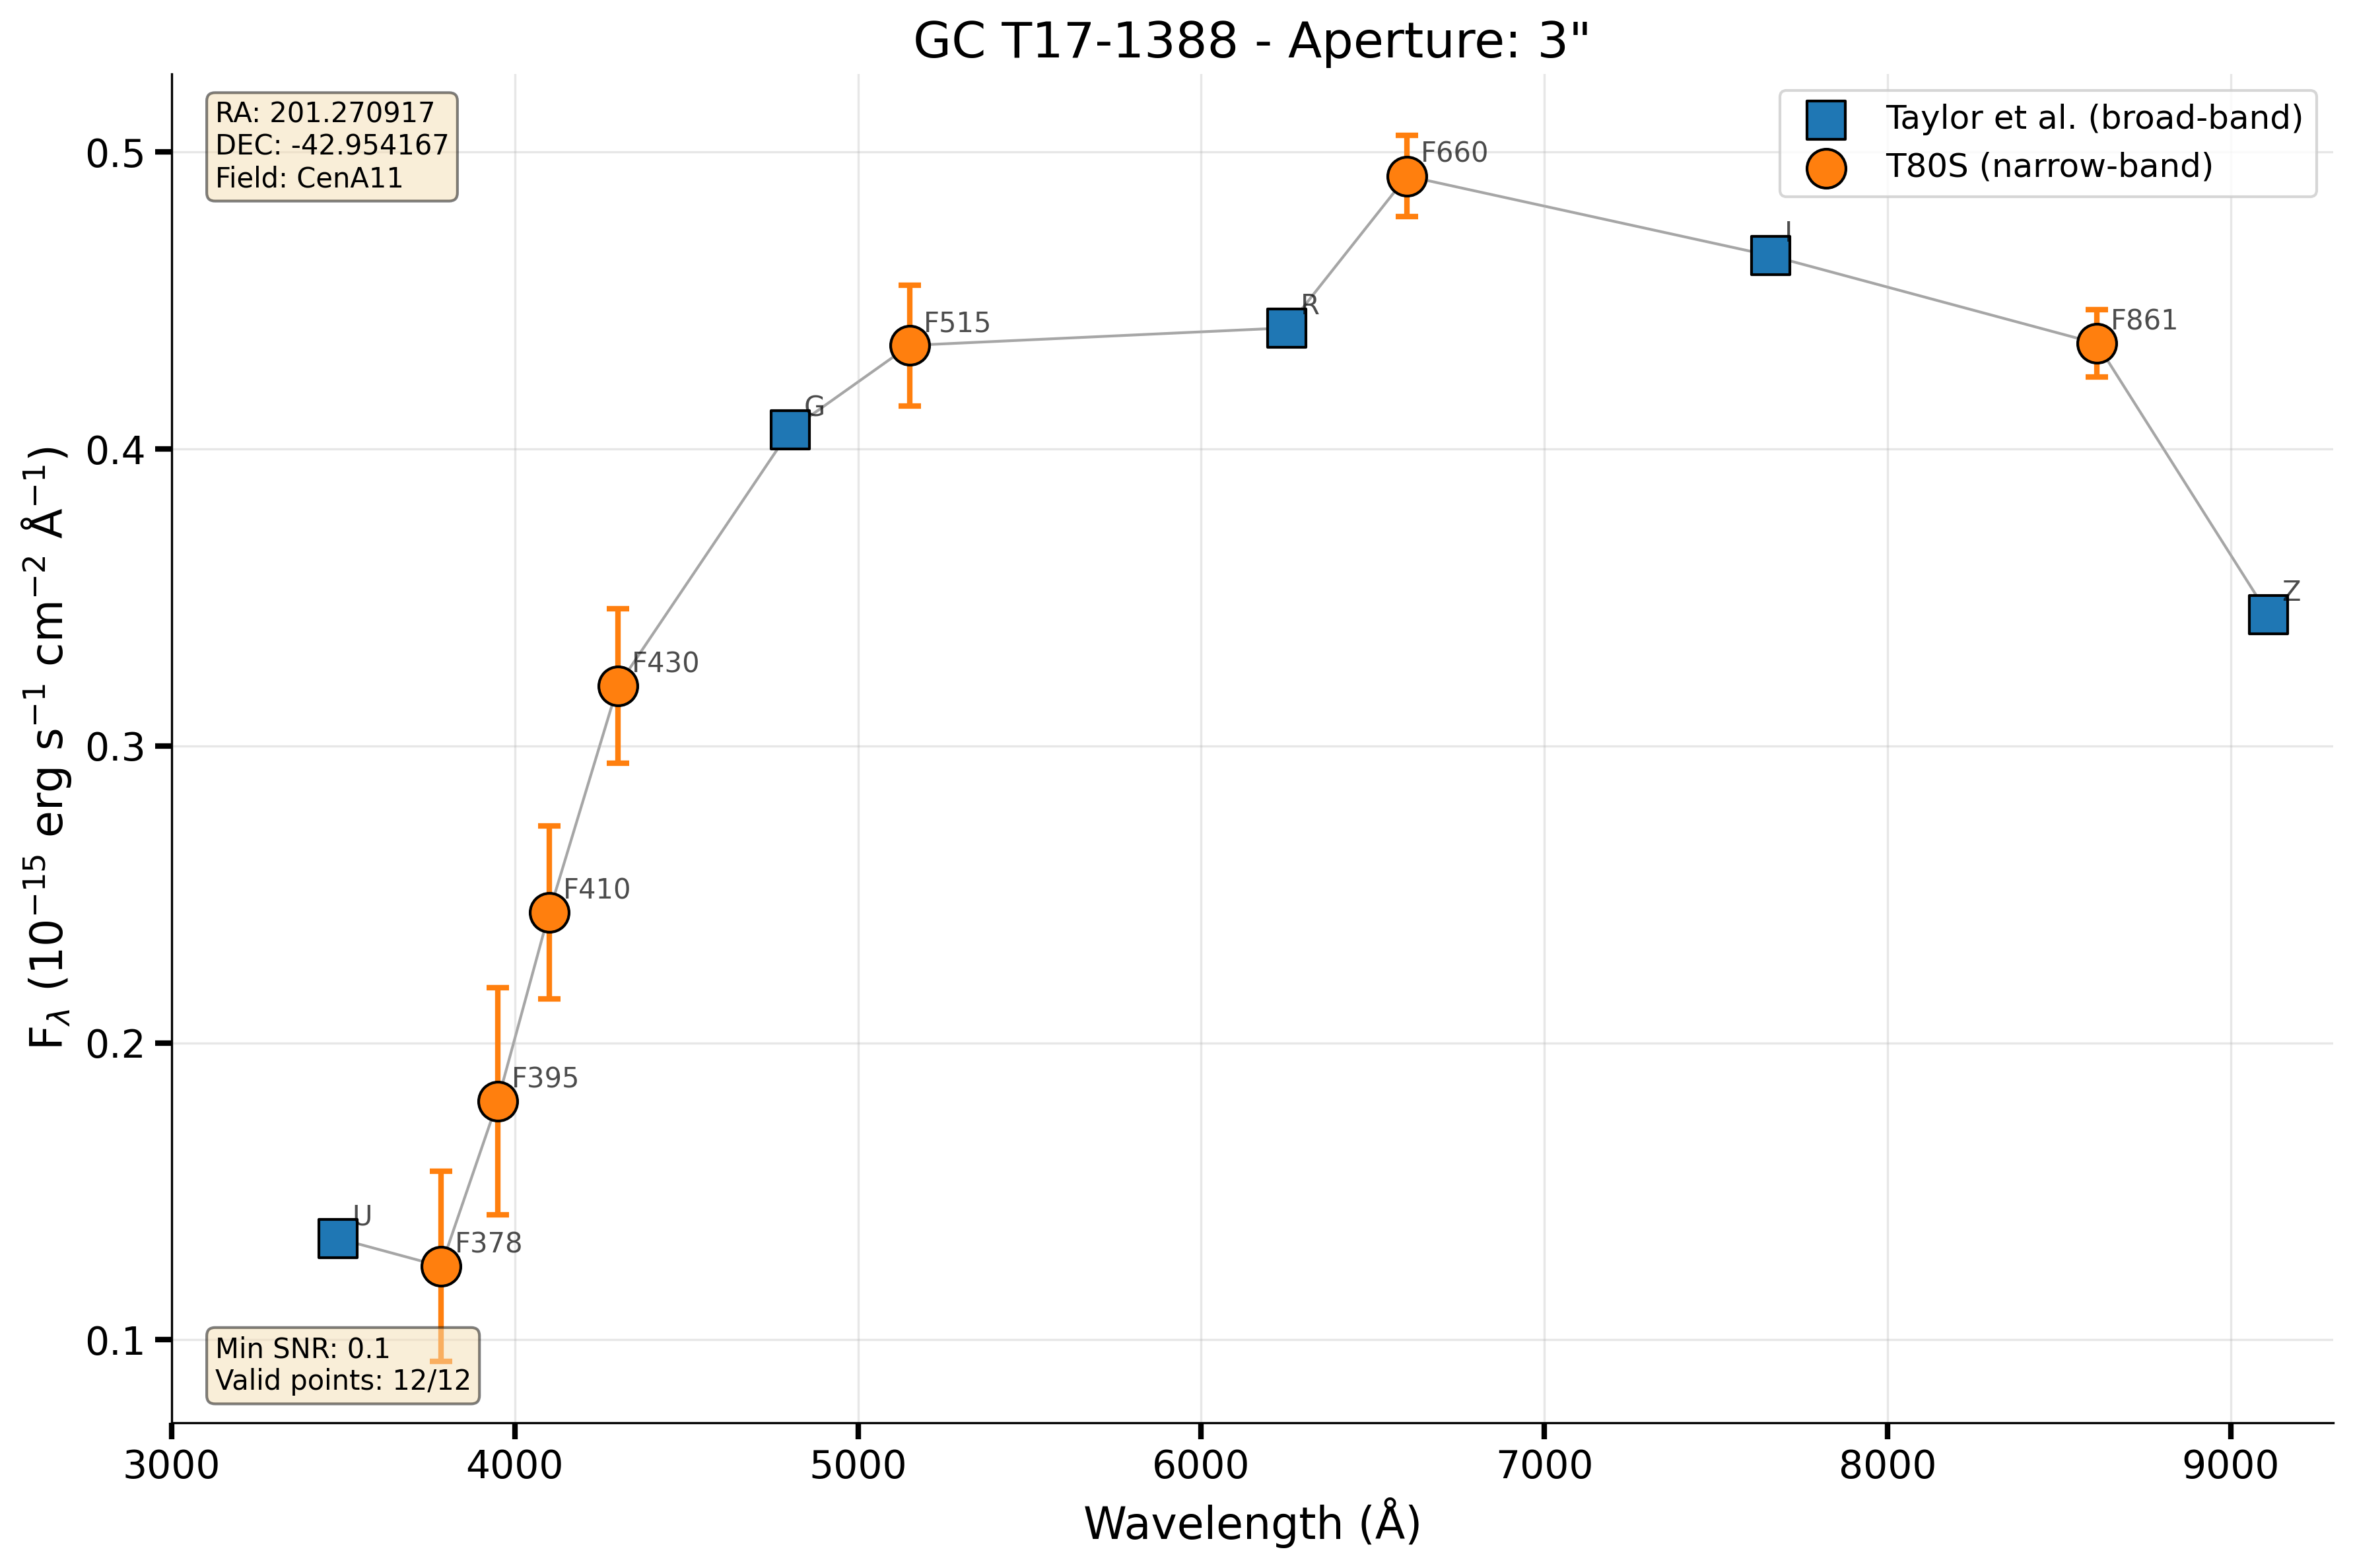 GC T17-1388 - Aperture: 3"
RA: 201.270917
DEC: -42.954167
Field: CenA11
Taylor et al. (broad-band)
T80S (narrow-band)
F660
I
F861
F515
R
G
Z
F430
F410
F395
U
F378
Min SNR: 0.1
Valid points: 12/12
0.5
0.4
0.3
0.2
0.1
F_λ (10⁻¹⁵ erg s⁻¹ cm⁻² Å⁻¹)
3000 4000 5000 6000 7000 8000 9000
Wavelength (Å)